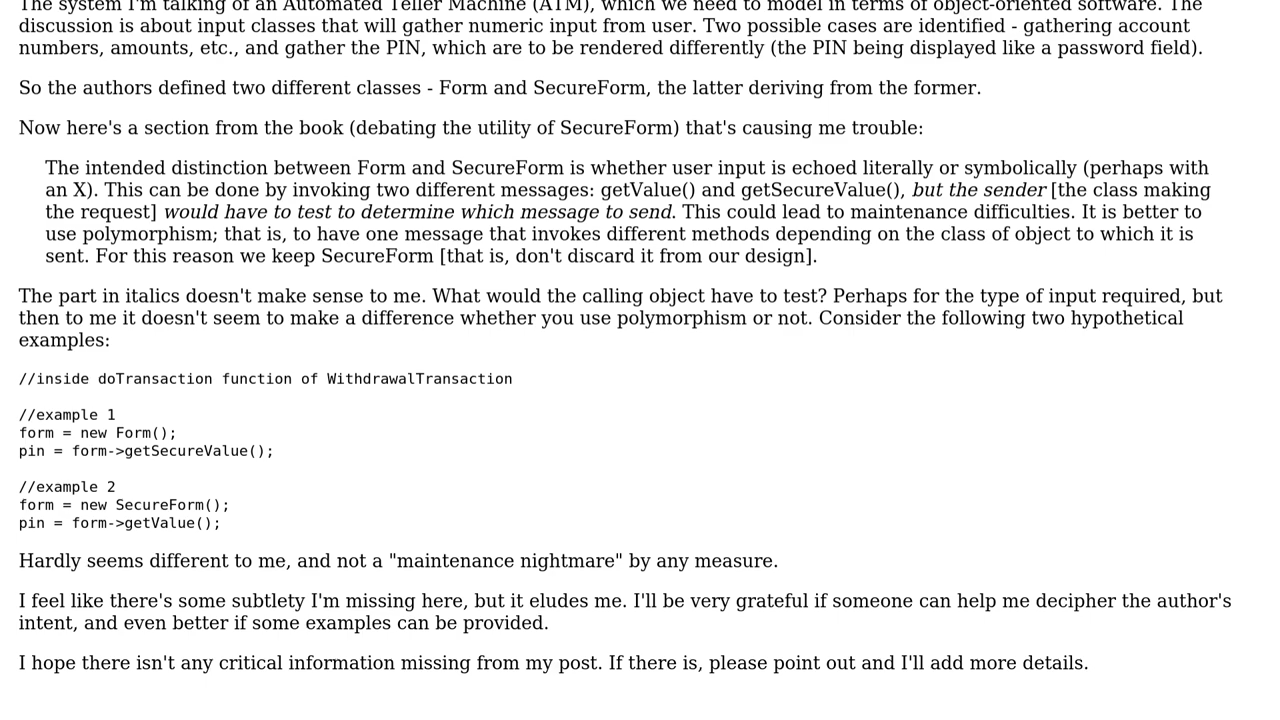 The system I'm talking of an Automated Teller Machine (ATM), which we need to model in terms of object-oriented software. The
discussion is about input classes that will gather numeric input from user. Two possible cases are identified - gathering account
numbers, amounts, etc., and gather the PIN, which are to be rendered differently (the PIN being displayed like a password field).
So the authors defined two different classes - Form and SecureForm, the latter deriving from the former.
Now here's a section from the book (debating the utility of SecureForm) that's causing me trouble:
The intended distinction between Form and SecureForm is whether user input is echoed literally or symbolically (perhaps with
an X). This can be done by invoking two different messages: getValue() and getSecureValue(), but the sender [the class making
the request] would have to test to determine which message to send. This could lead to maintenance difficulties. It is better to
use polymorphism; that is, to have one message that invokes different methods depending on the class of object to which it is
sent. For this reason we keep SecureForm [that is, don't discard it from our design].
The part in italics doesn't make sense to me. What would the calling object have to test? Perhaps for the type of input required, but
then to me it doesn't seem to make a difference whether you use polymorphism or not. Consider the following two hypothetical
examples:
//inside doTransaction function of WithdrawalTransaction
//example 1
form = new Form();
pin = form->getSecureValue();
//example 2
form = new SecureForm();
pin = form->getValue();
Hardly seems different to me, and not a "maintenance nightmare" by any measure.
I feel like there's some subtlety I'm missing here, but it eludes me. I'll be very grateful if someone can help me decipher the author's
intent, and even better if some examples can be provided.
I hope there isn't any critical information missing from my post. If there is, please point out and I'll add more details.